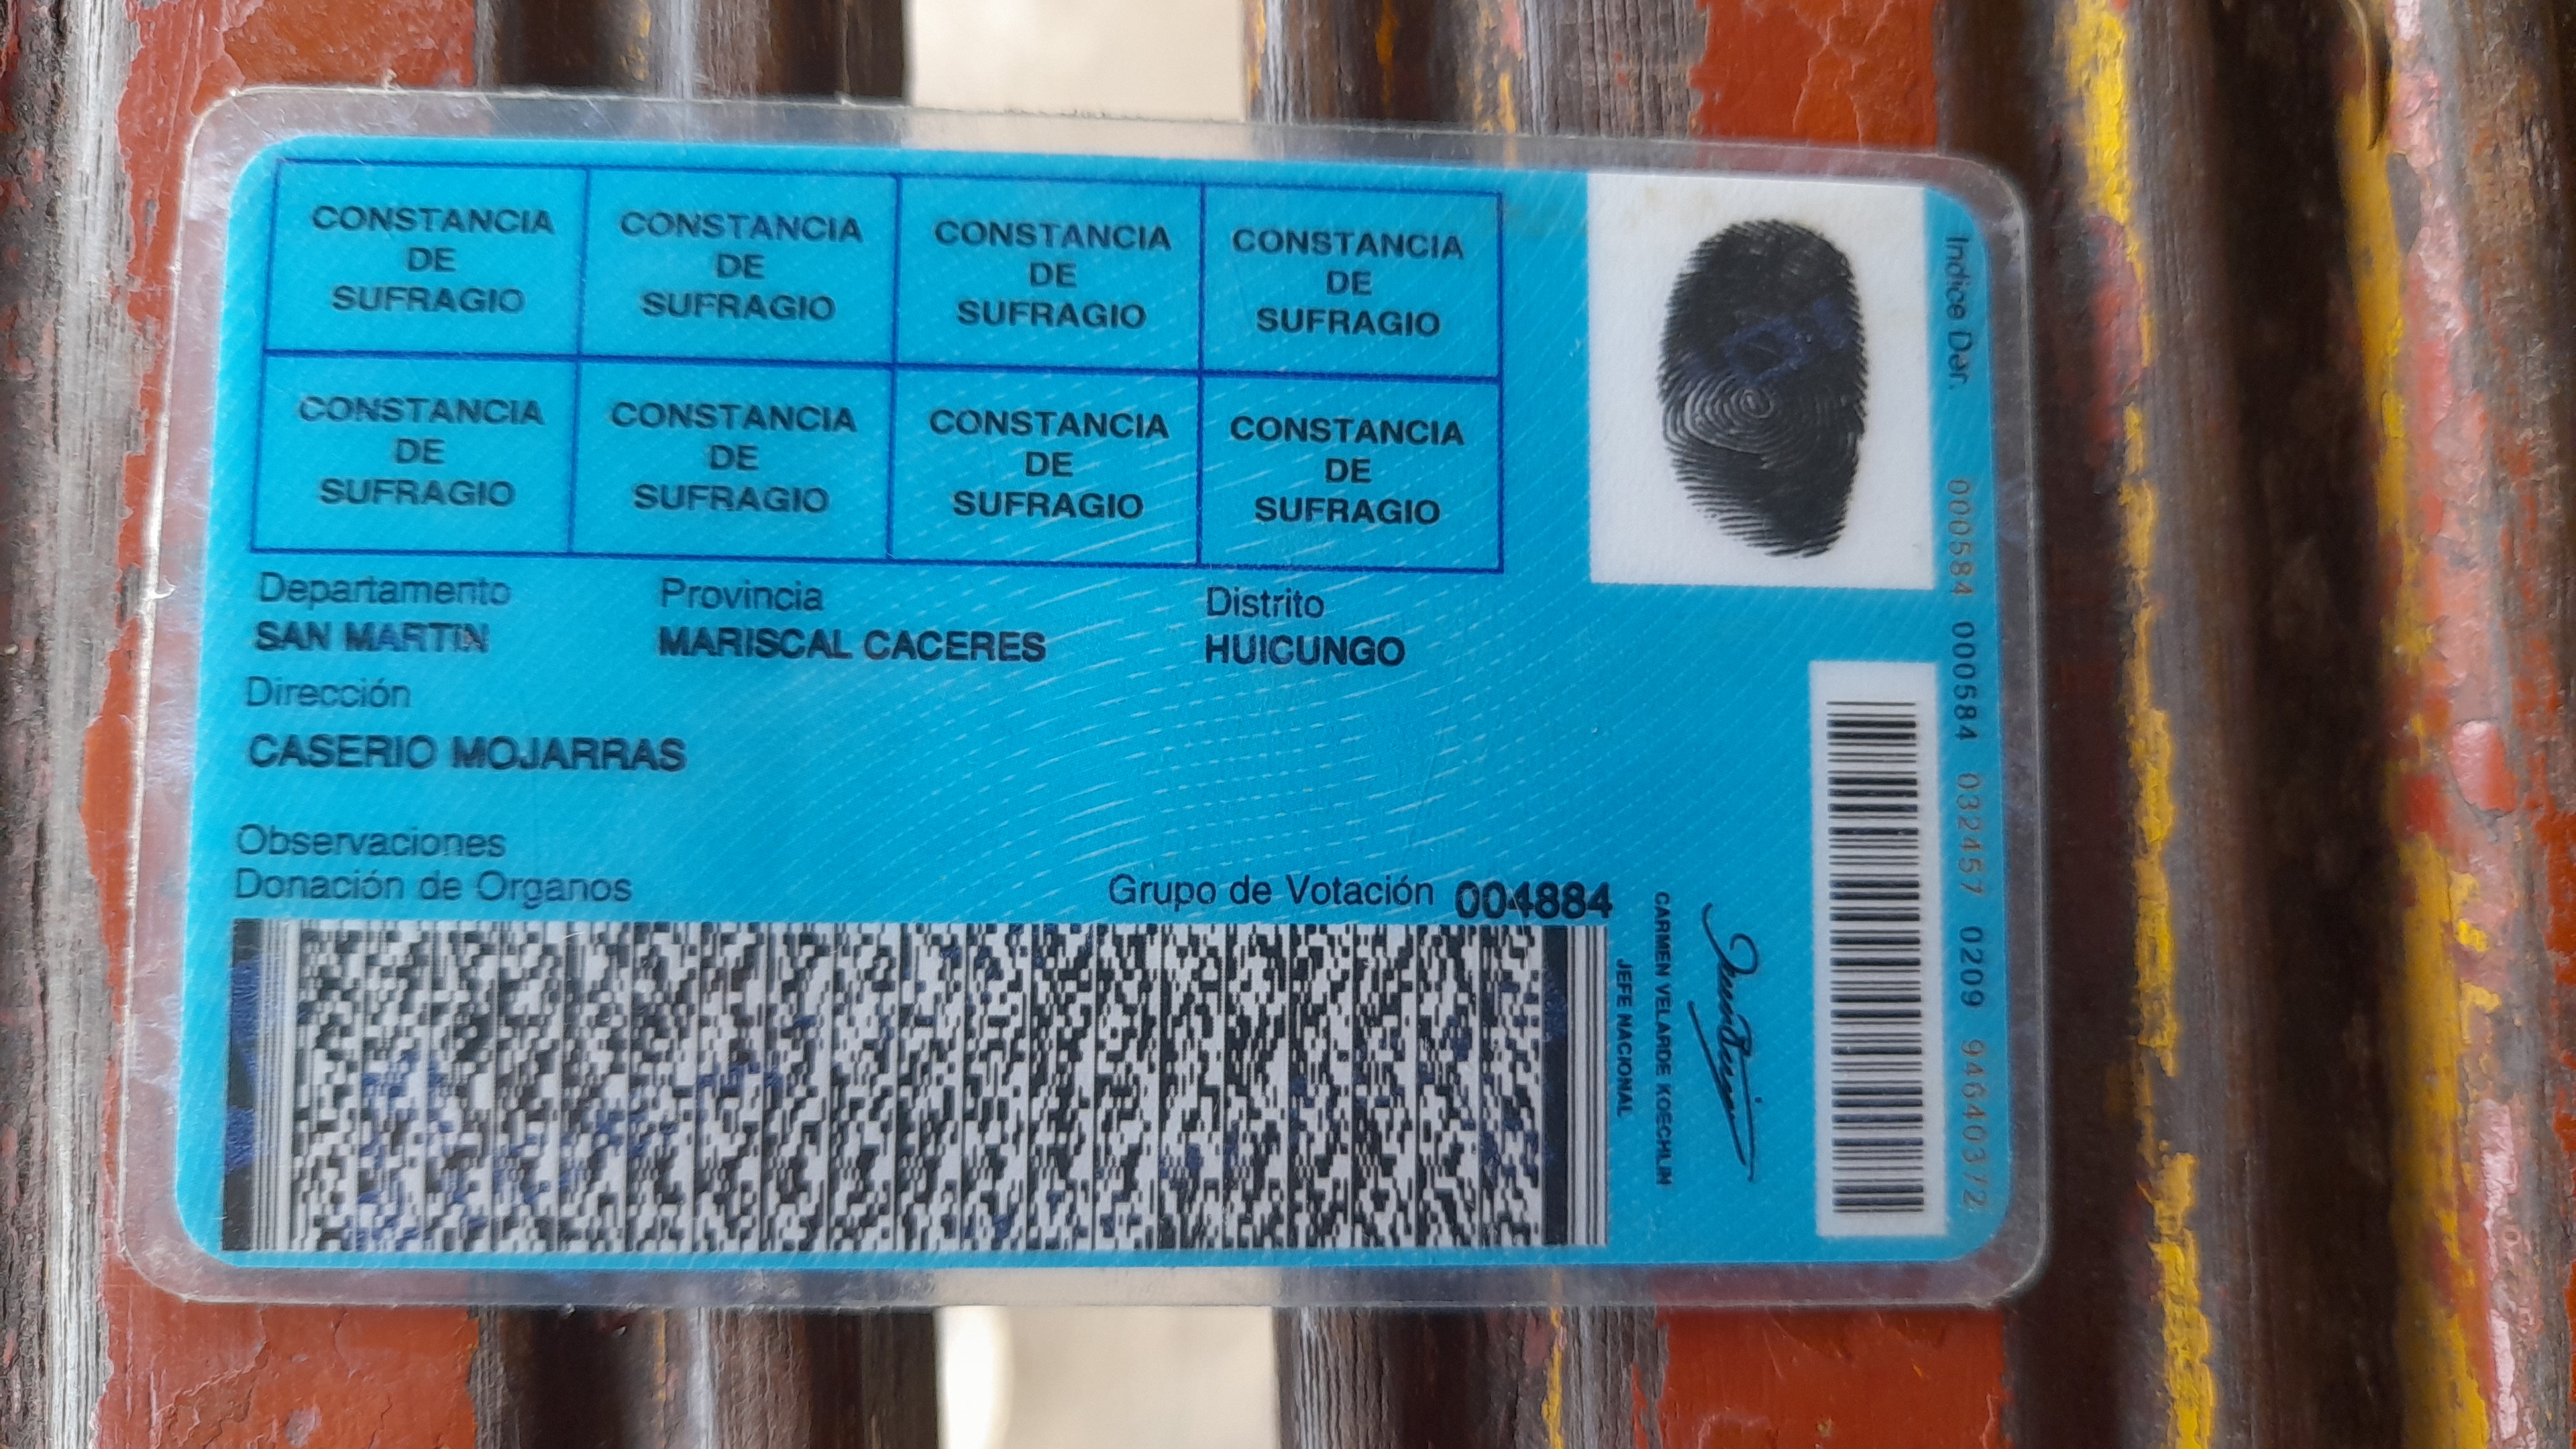 CONSTANCIA DE SUFRAGIO
CONSTANCIA DE SUFRAGIO
CONSTANCIA DE SUFRAGIO
CONSTANCIA DE SUFRAGIO
CONSTANCIA DE SUFRAGIO
CONSTANCIA DE SUFRAGIO
CONSTANCIA DE SUFRAGIO
CONSTANCIA DE SUFRAGIO
Departamento Provincia Distrito
SAN MARTIN MARISCAL CACERES HUICUNGO
Dirección
CASERIO MOJARRAS
Observaciones
Donación de Organos Grupo de Votación 004884
Indice Der.
CARMEN VELARDE KOECHLIN
JEFE NACIONAL
94640372 0209 032457 000584 000584